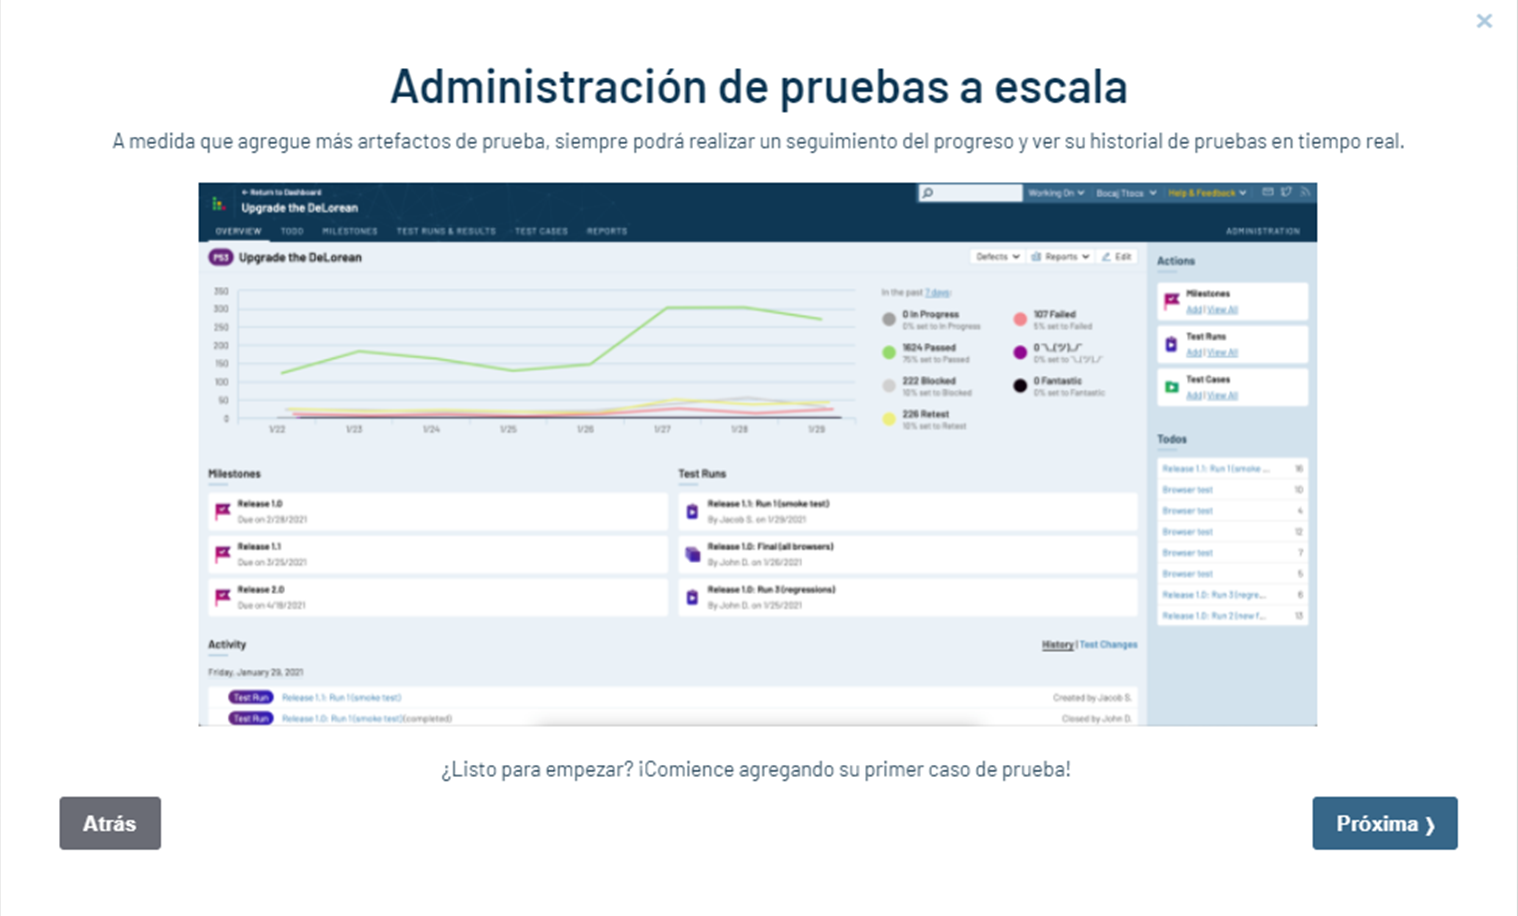 ×
Administración de pruebas a escala
A medida que agregue más artefactos de prueba, siempre podrá realizar un seguimiento del progreso y ver su historial de pruebas en tiempo real.
← Return to Dashboard
Upgrade the DeLorean
Working On
Help & Feedback
OVERVIEW TODO MILESTONES TEST RUNS & RESULTS TEST CASES REPORTS ADMINISTRATION
P53 Upgrade the DeLorean
Defects Reports Edit
350
300
250
200
150
100
50
0
1/22 1/23 1/24 1/25 1/26 1/27 1/28 1/29
In the past 7 days:
0 In Progress
0% set to In Progress
1624 Passed
75% set to Passed
222 Blocked
10% set to Blocked
226 Retest
10% set to Retest
107 Failed
5% set to Failed
0 ¯\_(ツ)_/¯
0% set to ¯\_(ツ)_/¯
0 Fantastic
0% set to Fantastic
Actions
Milestones
Add | View All
Test Runs
Add | View All
Test Cases
Add | View All
Todos
Release 1.1: Run 1 (smoke ... 16
Browser test 10
Browser test 4
Browser test 12
Browser test 7
Browser test 5
Release 1.0: Run 3 (regre... 6
Release 1.0: Run 2 (new f... 13
Milestones
Release 1.0
Due on 2/28/2021
Release 1.1
Due on 3/25/2021
Release 2.0
Due on 4/18/2021
Test Runs
Release 1.1: Run 1 (smoke test)
By Jacob S. on 1/29/2021
Release 1.0: Final (all browsers)
By John D. on 1/26/2021
Release 1.0: Run 3 (regressions)
By John D. on 1/25/2021
Activity
History | Test Changes
Friday, January 29, 2021
Test Run Release 1.1: Run 1 (smoke test) Created by Jacob S.
Test Run Release 1.0: Run 1 (smoke test) (completed) Closed by John D.
¿Listo para empezar? ¡Comience agregando su primer caso de prueba!
Atrás
Próxima ❯